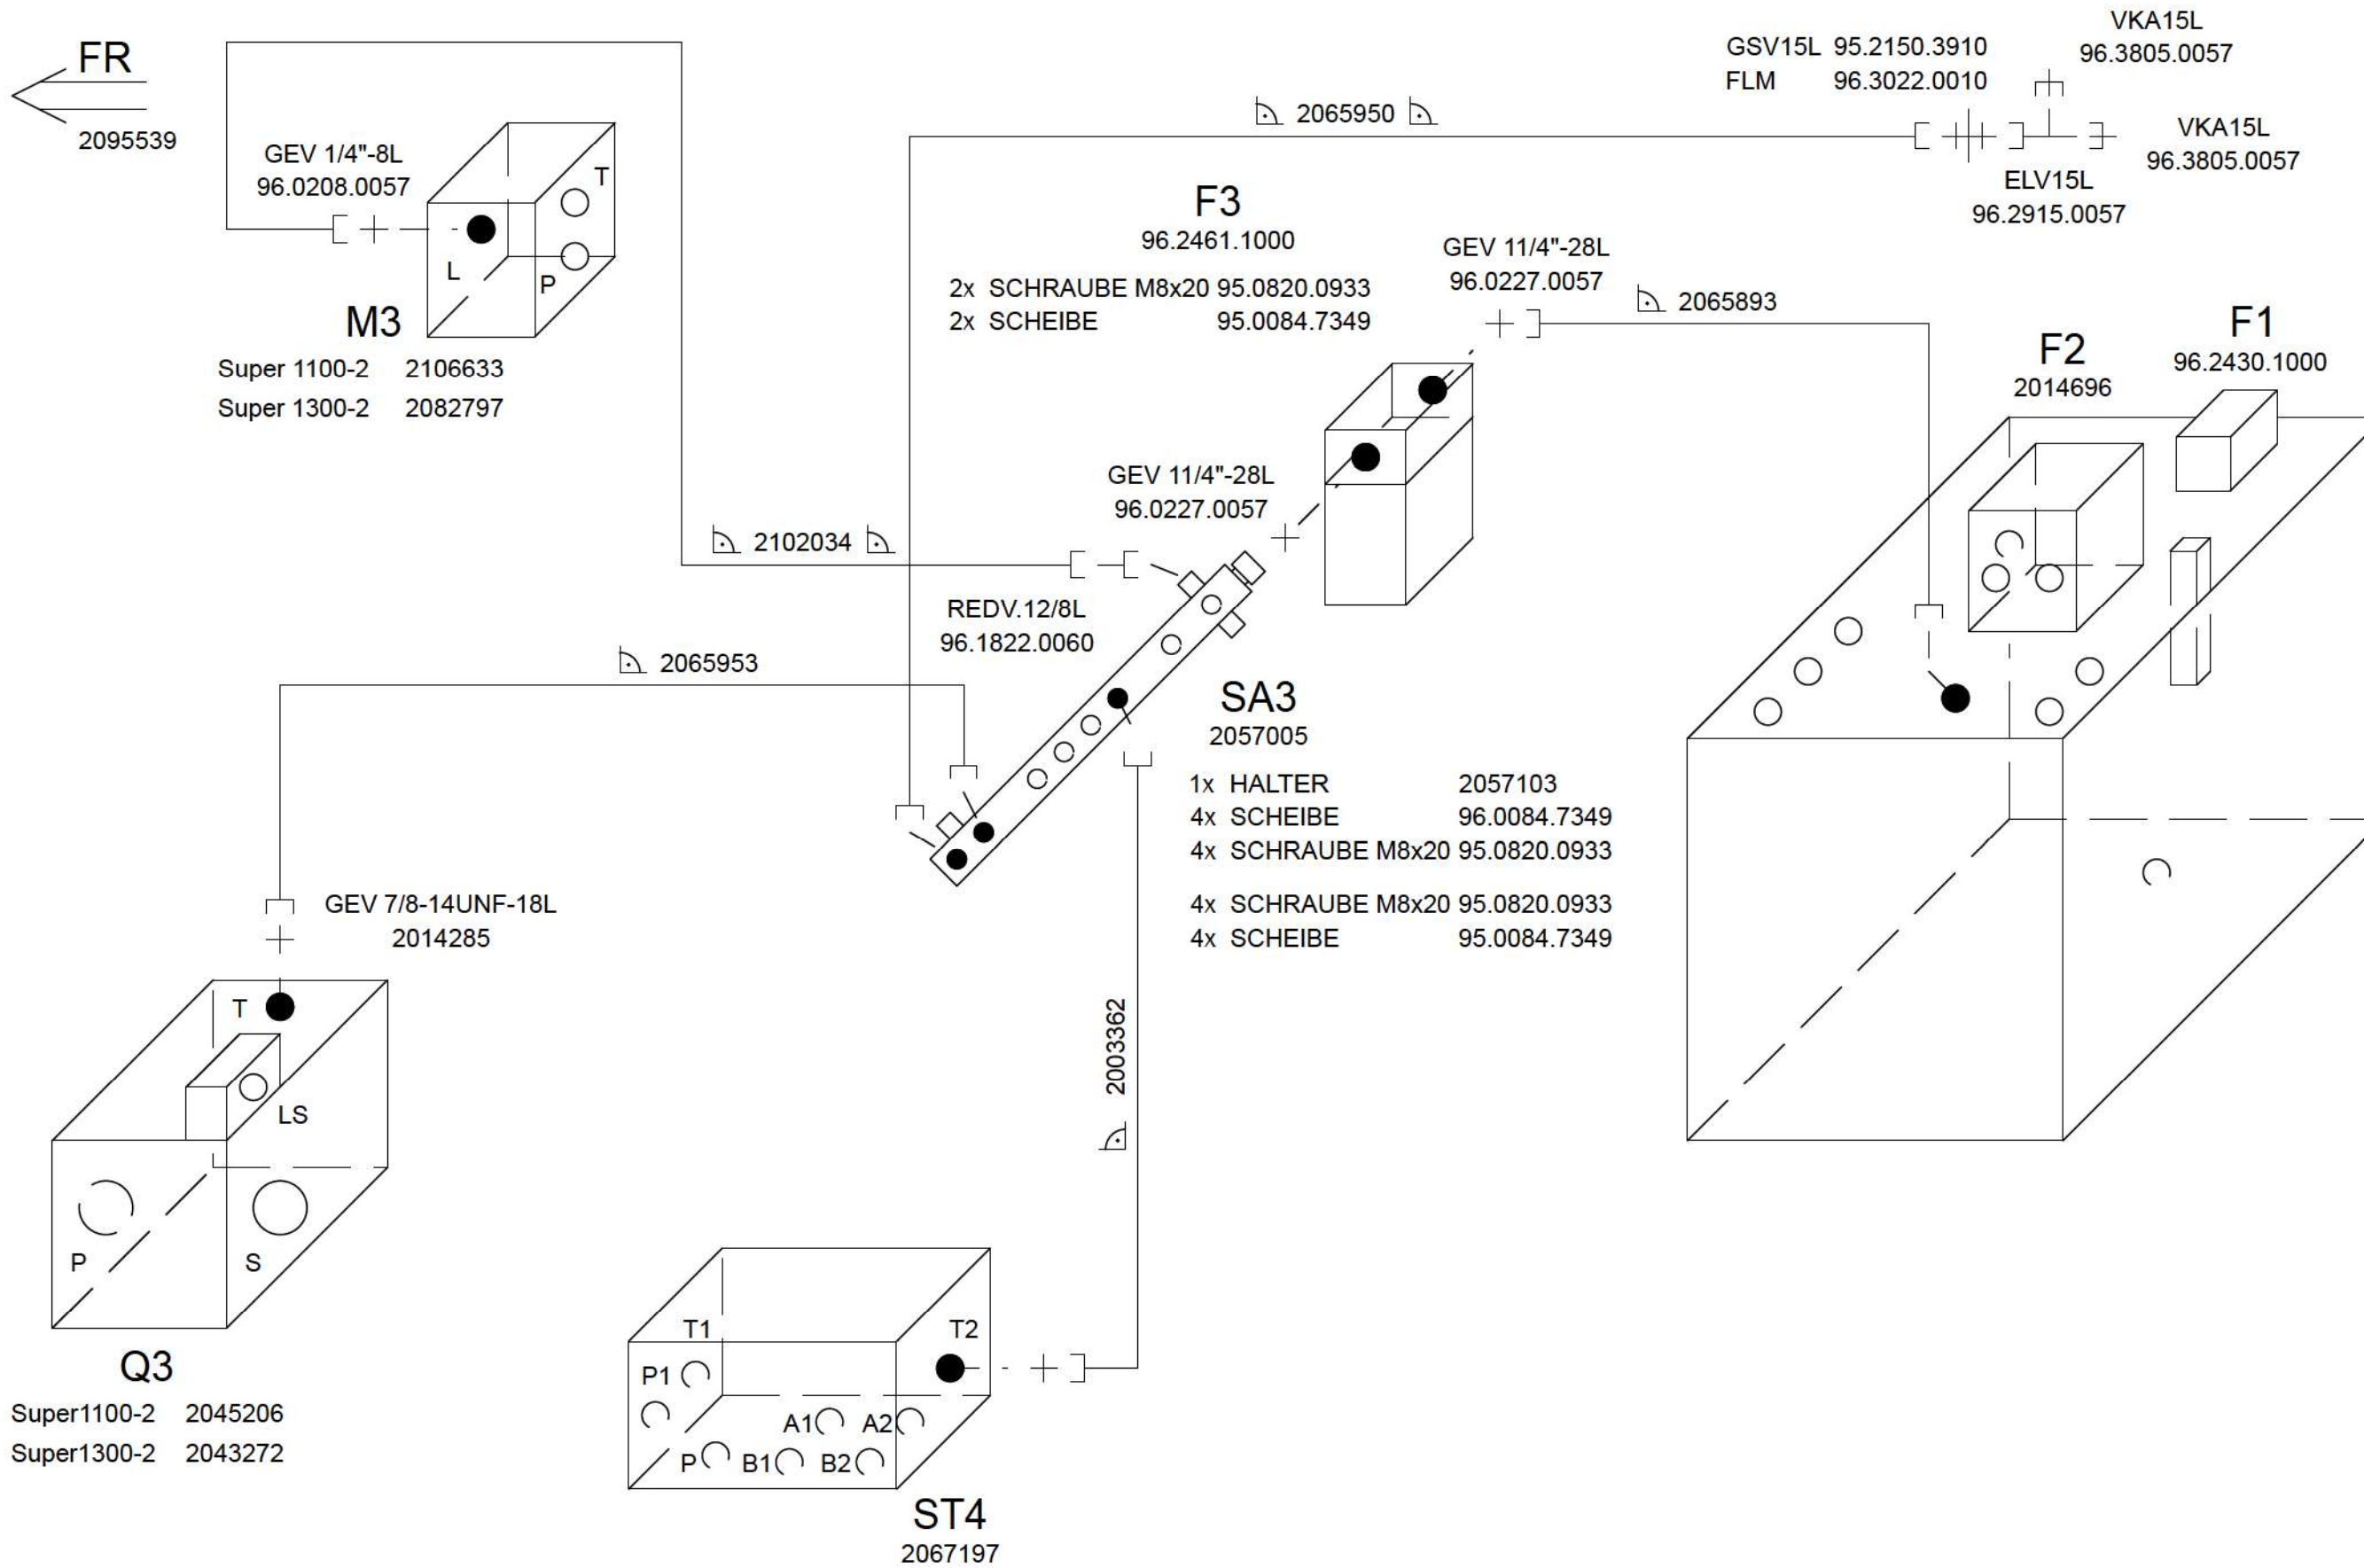 FR
2095539
GEV 1/4"-8L
96.0208.0057
T
L
P
M3
Super 1100-2 2106633
Super 1300-2 2082797
2065950
GSV15L 95.2150.3910
FLM 96.3022.0010
VKA15L
96.3805.0057
VKA15L
96.3805.0057
ELV15L
96.2915.0057
F3
96.2461.1000
2x SCHRAUBE M8x20 95.0820.0933
2x SCHEIBE 95.0084.7349
GEV 11/4"-28L
96.0227.0057
2065893
F2
2014696
F1
96.2430.1000
GEV 11/4"-28L
96.0227.0057
2102034
REDV.12/8L
96.1822.0060
2065953
SA3
2057005
1x HALTER 2057103
4x SCHEIBE 96.0084.7349
4x SCHRAUBE M8x20 95.0820.0933
4x SCHRAUBE M8x20 95.0820.0933
4x SCHEIBE 95.0084.7349
GEV 7/8-14UNF-18L
2014285
T
LS
P
S
Q3
Super1100-2 2045206
Super1300-2 2043272
2003362
T1
T2
P1
A1
A2
P
B1
B2
ST4
2067197